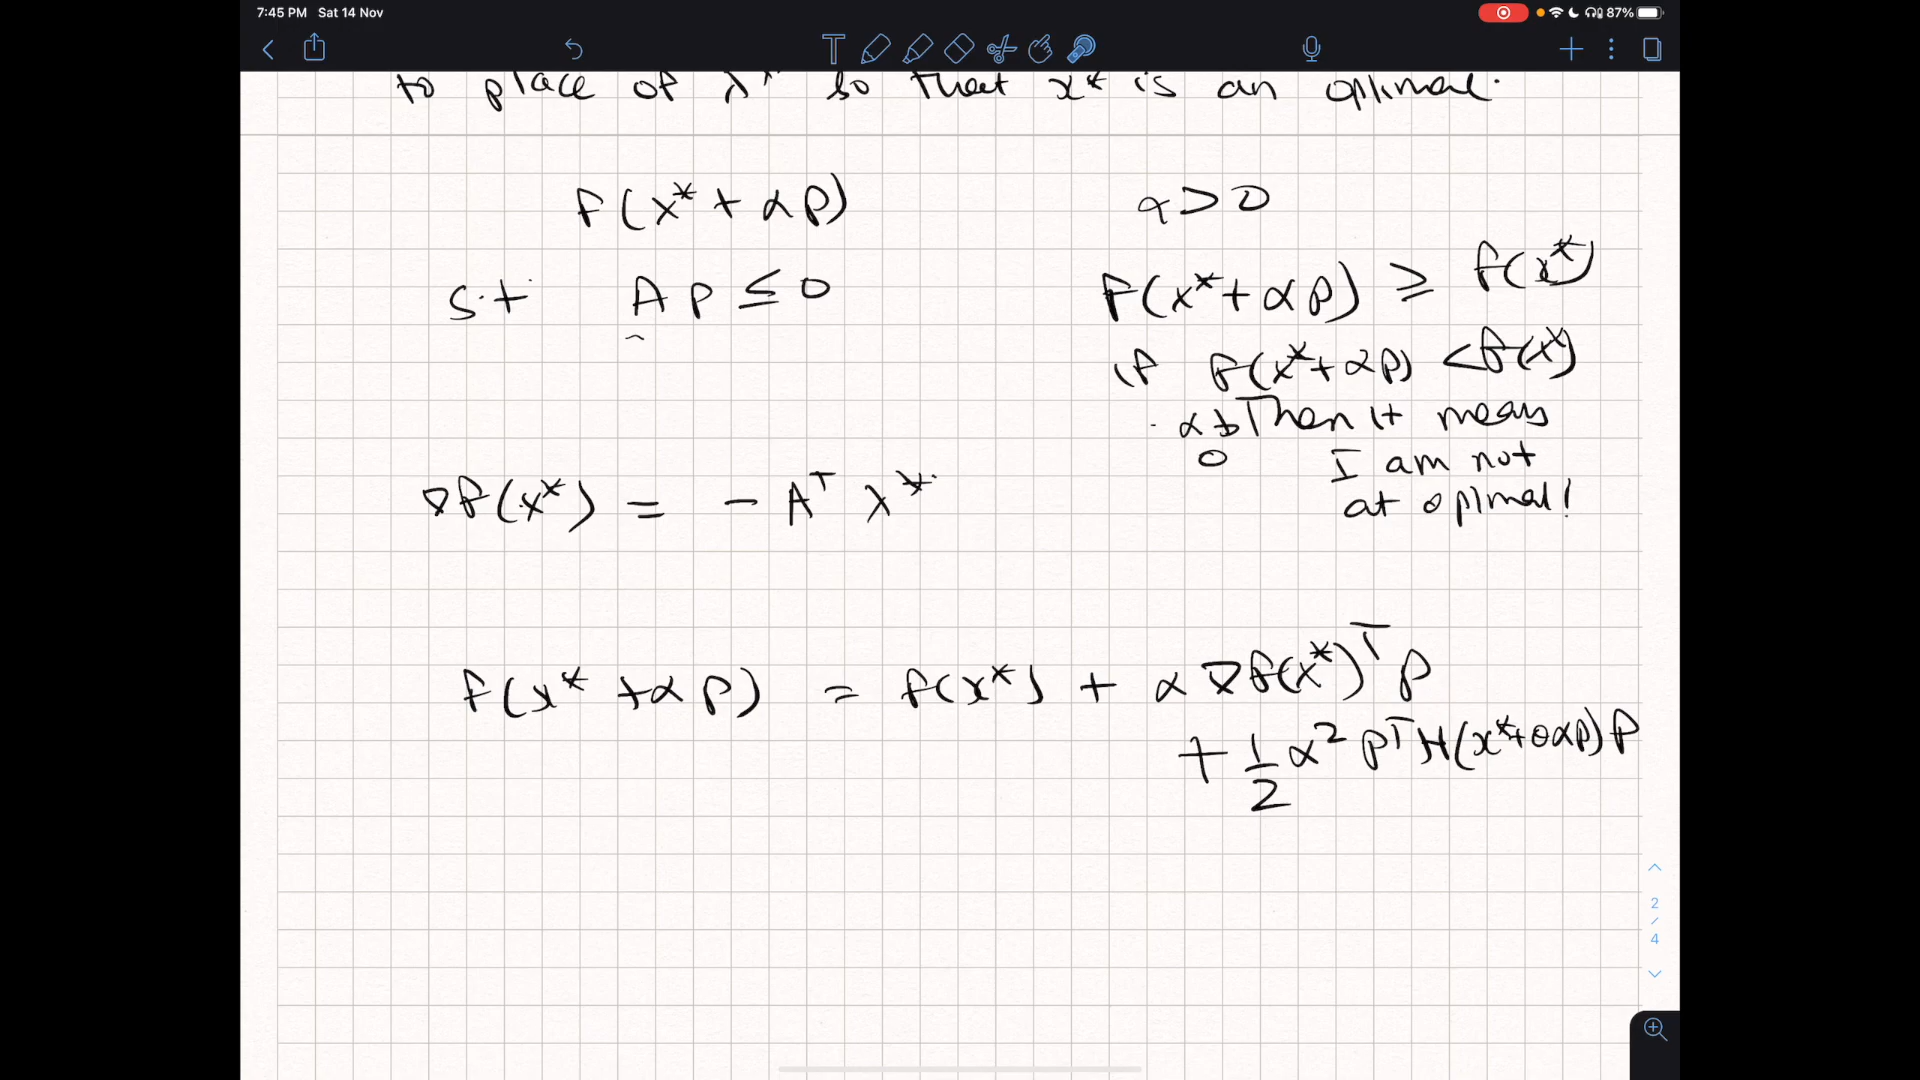 7:45 PM Sat 14 Nov
87%
to place of λ* so that x* is an optimal.
f(x* + αp)
α > 0
s.t. A p ≤ 0
f(x* + αp) ≥ f(x*)
if f(x* + αp) < f(x*)
Then it means
0 I am not
at optimal!
∇f(x*) = - Aᵀ λ*
f(x* + αp) = f(x*) + α ∇f(x*)ᵀ p
+ 1/2 α² pᵀ H(x* + θαp) p
2
/
4